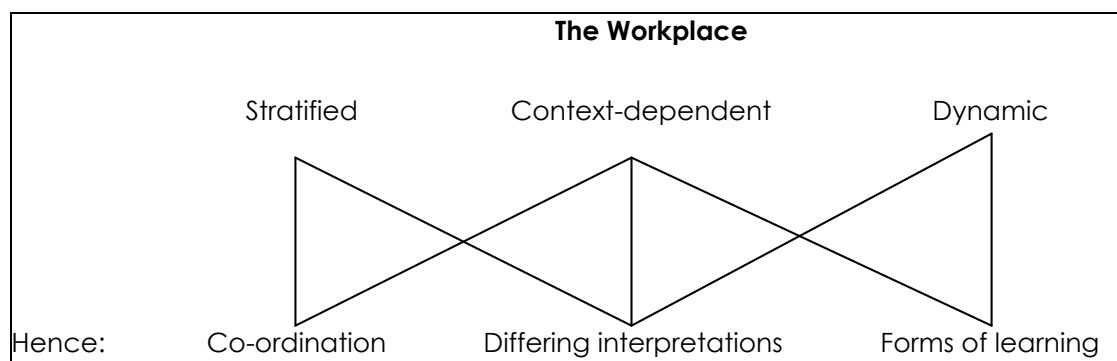 The Workplace
Stratified Context-dependent Dynamic
Hence: Co-ordination Differing interpretations Forms of learning